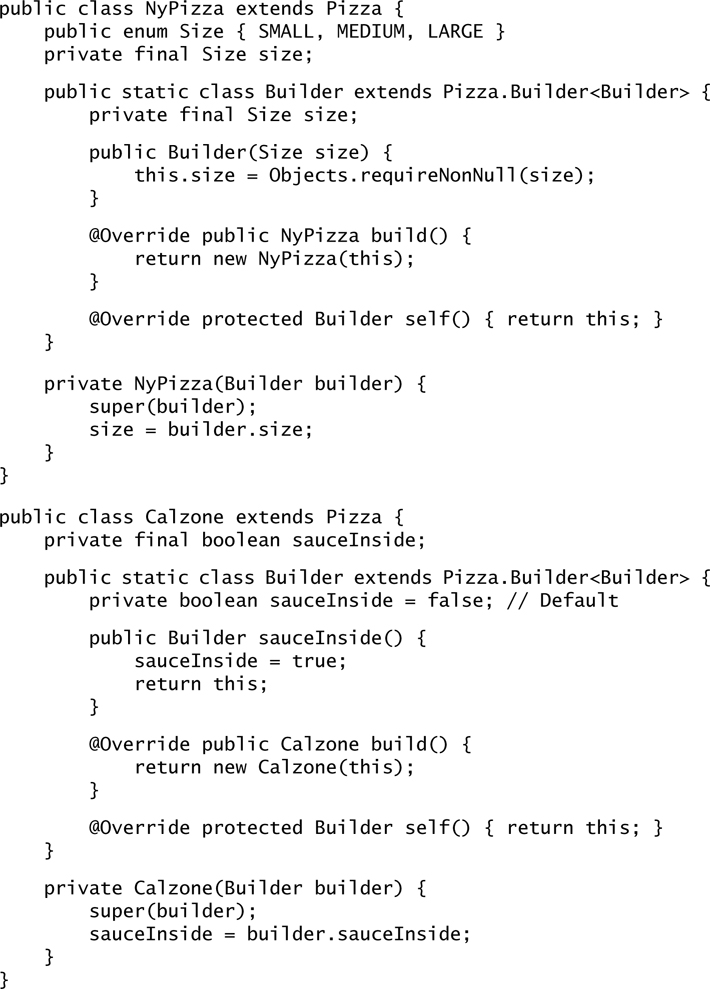 public class NyPizza extends Pizza {
    public enum Size { SMALL, MEDIUM, LARGE }
    private final Size size;
    public static class Builder extends Pizza.Builder<Builder> {
        private final Size size;
        public Builder(Size size) {
            this.size = Objects.requireNonNull(size);
        }
        @Override public NyPizza build() {
            return new NyPizza(this);
        }
        @Override protected Builder self() { return this; }
    }
    private NyPizza(Builder builder) {
        super(builder);
        size = builder.size;
    }
}
public class Calzone extends Pizza {
    private final boolean sauceInside;
    public static class Builder extends Pizza.Builder<Builder> {
        private boolean sauceInside = false; // Default
        public Builder sauceInside() {
            sauceInside = true;
            return this;
        }
        @Override public Calzone build() {
            return new Calzone(this);
        }
        @Override protected Builder self() { return this; }
    }
    private Calzone(Builder builder) {
        super(builder);
        sauceInside = builder.sauceInside;
    }
}